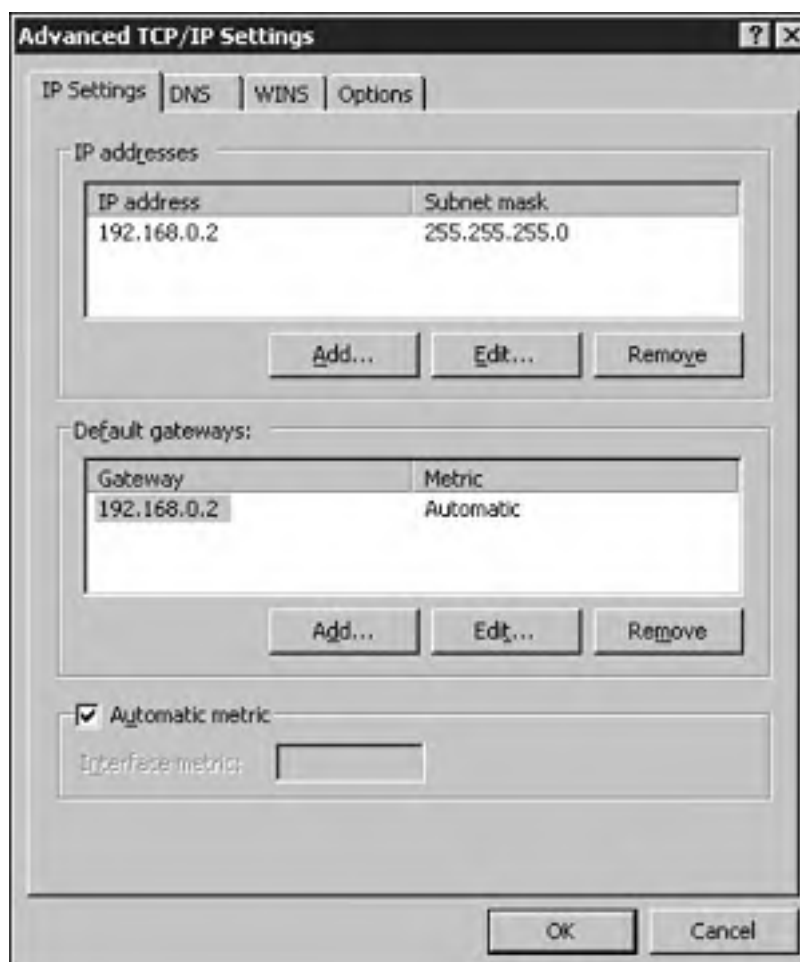 Advanced TCP/IP Settings
IP Settings DNS WINS Options
IP addresses
IP address Subnet mask
192.168.0.2 255.255.255.0
Add... Edit... Remove
Default gateways:
Gateway Metric
192.168.0.2 Automatic
Add... Edit... Remove
Automatic metric
Interface metric:
OK Cancel